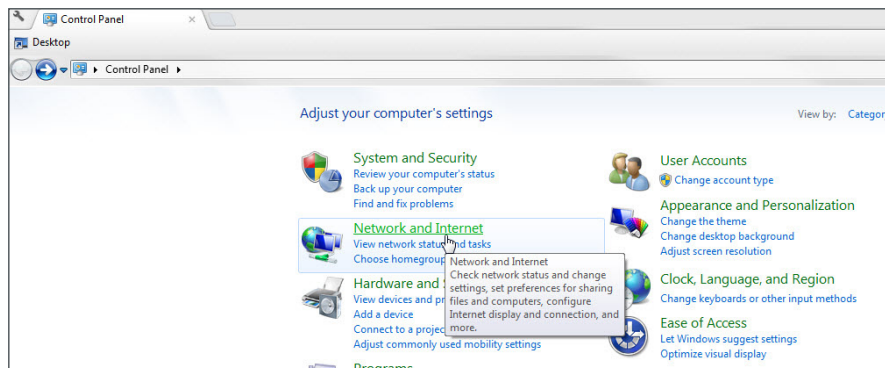 Control Panel
Desktop
Control Panel
Adjust your computer's settings
View by: Categor
System and Security
Review your computer's status
Back up your computer
Find and fix problems
Network and Internet
View network status and tasks
Choose homegroup
Network and Internet
Check network status and change
settings, set preferences for sharing
files and computers, configure
Internet display and connection, and
more.
Hardware and S
View devices and pr
Add a device
Connect to a projec
Adjust commonly used mobility settings
Programs
User Accounts
Change account type
Appearance and Personalization
Change the theme
Change desktop background
Adjust screen resolution
Clock, Language, and Region
Change keyboards or other input methods
Ease of Access
Let Windows suggest settings
Optimize visual display